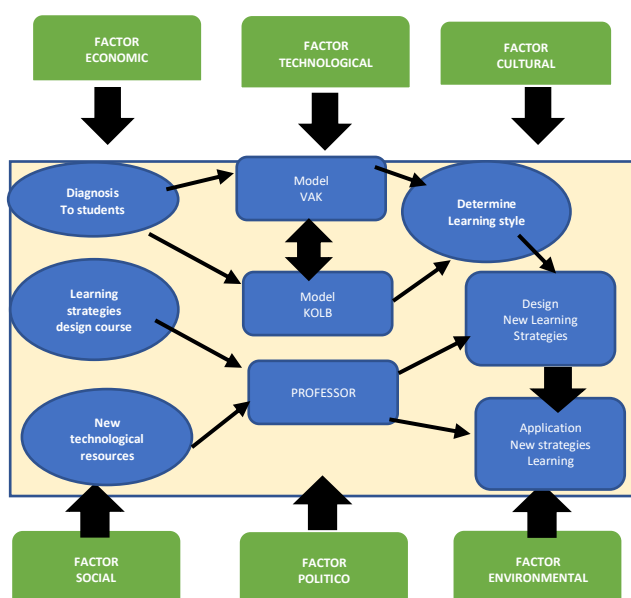 FACTOR
ECONOMIC
FACTOR
TECHNOLOGICAL
FACTOR
CULTURAL
Diagnosis
To students
Model
VAK
Determine
Learning style
Learning
strategies
design course
Model
KOLB
Design
New Learning
Strategies
New
technological
resources
PROFESSOR
Application
New strategies
Learning
FACTOR
SOCIAL
FACTOR
POLITICO
FACTOR
ENVIRONMENTAL